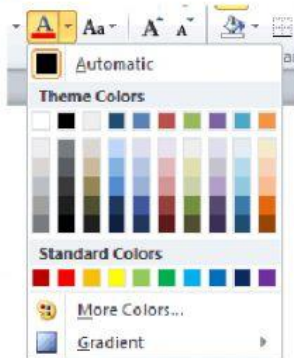 A Aa A A
Automatic
Theme Colors
Standard Colors
More Colors...
Gradient